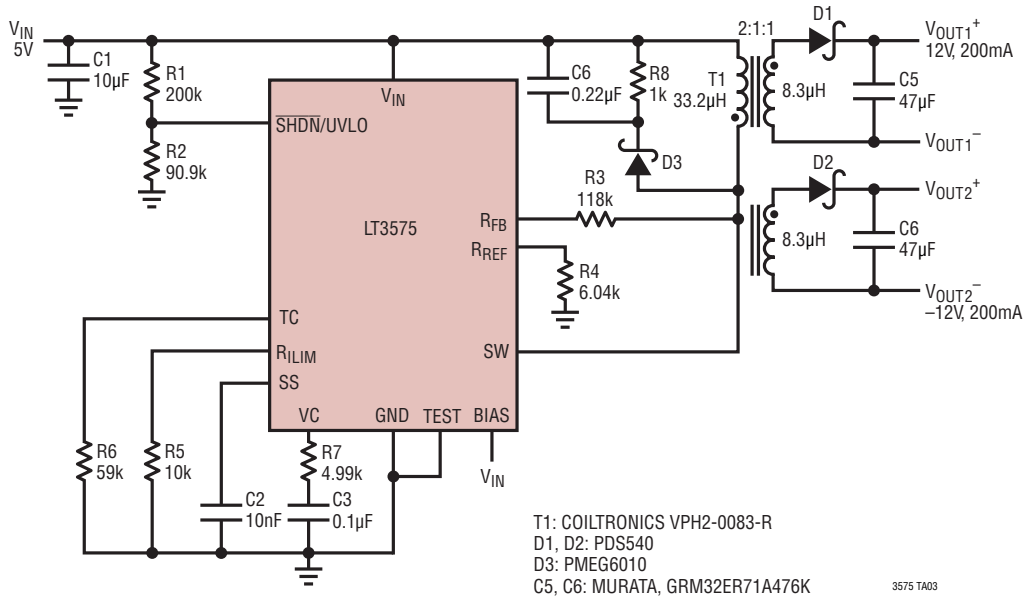 VIN
5V
C1
10µF
R1
200k
R2
90.9k
VIN
SHDN/UVLO
LT3575
RFB
RREF
SW
TC
RILIM
SS
VC
GND
TEST
BIAS
VIN
R6
59k
R5
10k
C2
10nF
R7
4.99k
C3
0.1µF
C6
0.22µF
R8
1k
D3
R3
118k
R4
6.04k
T1
33.2µH
2:1:1
8.3µH
D1
C5
47µF
VOUT1+
12V, 200mA
VOUT1–
8.3µH
D2
C6
47µF
VOUT2+
VOUT2–
–12V, 200mA
T1: COILTRONICS VPH2-0083-R
D1, D2: PDS540
D3: PMEG6010
C5, C6: MURATA, GRM32ER71A476K
3575 TA03